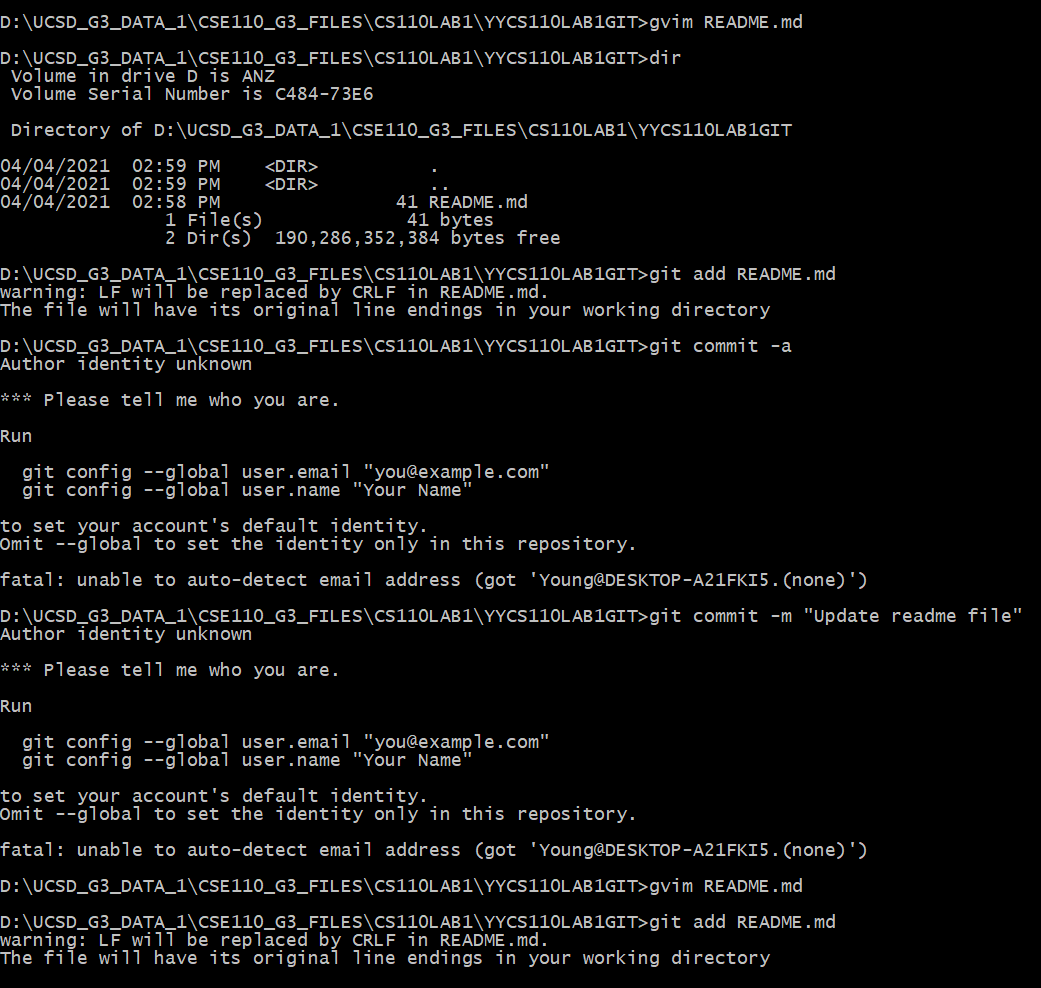 D:\UCSD_G3_DATA_1\CSE110_G3_FILES\CS110LAB1\YYCS110LAB1GIT>gvim README.md
D:\UCSD_G3_DATA_1\CSE110_G3_FILES\CS110LAB1\YYCS110LAB1GIT>dir
Volume in drive D is ANZ
Volume Serial Number is C484-73E6
Directory of D:\UCSD_G3_DATA_1\CSE110_G3_FILES\CS110LAB1\YYCS110LAB1GIT
04/04/2021  02:59 PM    <DIR>          .
04/04/2021  02:59 PM    <DIR>          ..
04/04/2021  02:58 PM                41 README.md
1 File(s)             41 bytes
2 Dir(s)  190,286,352,384 bytes free
D:\UCSD_G3_DATA_1\CSE110_G3_FILES\CS110LAB1\YYCS110LAB1GIT>git add README.md
warning: LF will be replaced by CRLF in README.md.
The file will have its original line endings in your working directory
D:\UCSD_G3_DATA_1\CSE110_G3_FILES\CS110LAB1\YYCS110LAB1GIT>git commit -a
Author identity unknown
*** Please tell me who you are.
Run
git config --global user.email "you@example.com"
git config --global user.name "Your Name"
to set your account's default identity.
Omit --global to set the identity only in this repository.
fatal: unable to auto-detect email address (got 'Young@DESKTOP-A21FKI5.(none)')
D:\UCSD_G3_DATA_1\CSE110_G3_FILES\CS110LAB1\YYCS110LAB1GIT>git commit -m "Update readme file"
Author identity unknown
*** Please tell me who you are.
Run
git config --global user.email "you@example.com"
git config --global user.name "Your Name"
to set your account's default identity.
Omit --global to set the identity only in this repository.
fatal: unable to auto-detect email address (got 'Young@DESKTOP-A21FKI5.(none)')
D:\UCSD_G3_DATA_1\CSE110_G3_FILES\CS110LAB1\YYCS110LAB1GIT>gvim README.md
D:\UCSD_G3_DATA_1\CSE110_G3_FILES\CS110LAB1\YYCS110LAB1GIT>git add README.md
warning: LF will be replaced by CRLF in README.md.
The file will have its original line endings in your working directory